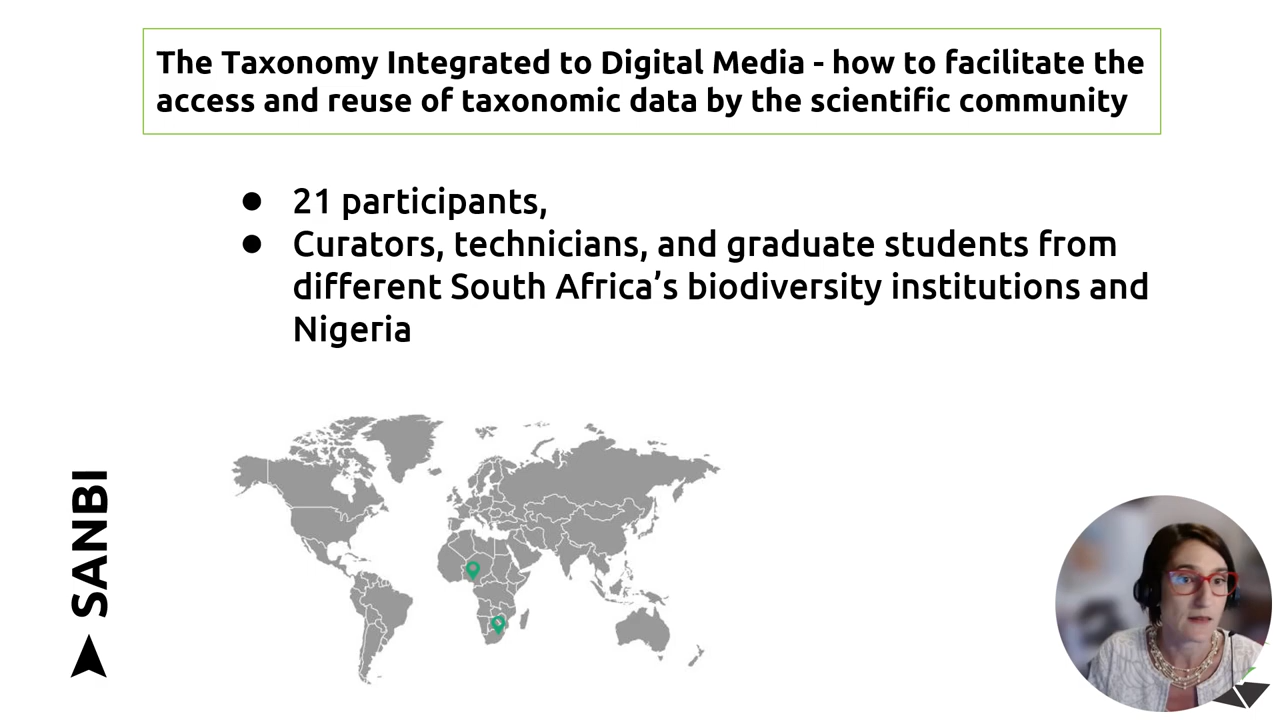 The Taxonomy Integrated to Digital Media - how to facilitate the
access and reuse of taxonomic data by the scientific community
● 21 participants,
● Curators, technicians, and graduate students from
different South Africa’s biodiversity institutions and
Nigeria
SANBI